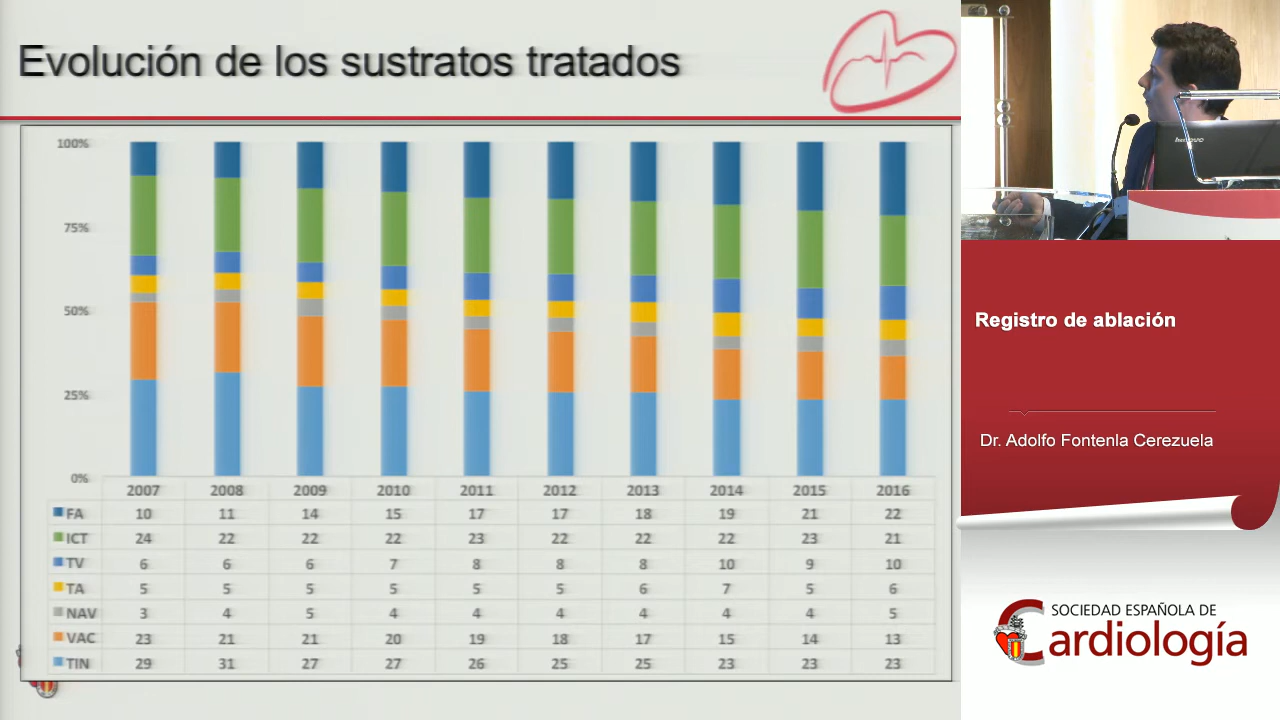 Evolución de los sustratos tratados
100%
75%
50%
25%
0%
2007 2008 2009 2010 2011 2012 2013 2014 2015 2016
FA 10 11 14 15 17 17 18 19 21 22
ICT 24 22 22 22 23 22 22 22 23 21
TV 6 6 6 7 8 8 8 10 9 10
TA 5 5 5 5 5 5 6 7 5 6
NAV 3 4 5 4 4 4 4 4 4 5
VAC 23 21 21 20 19 18 17 15 14 13
TIN 29 31 27 27 26 25 25 23 23 23
lenovo
Registro de ablación
Dr. Adolfo Fontenla Cerezuela
SOCIEDAD ESPAÑOLA DE
Cardiología